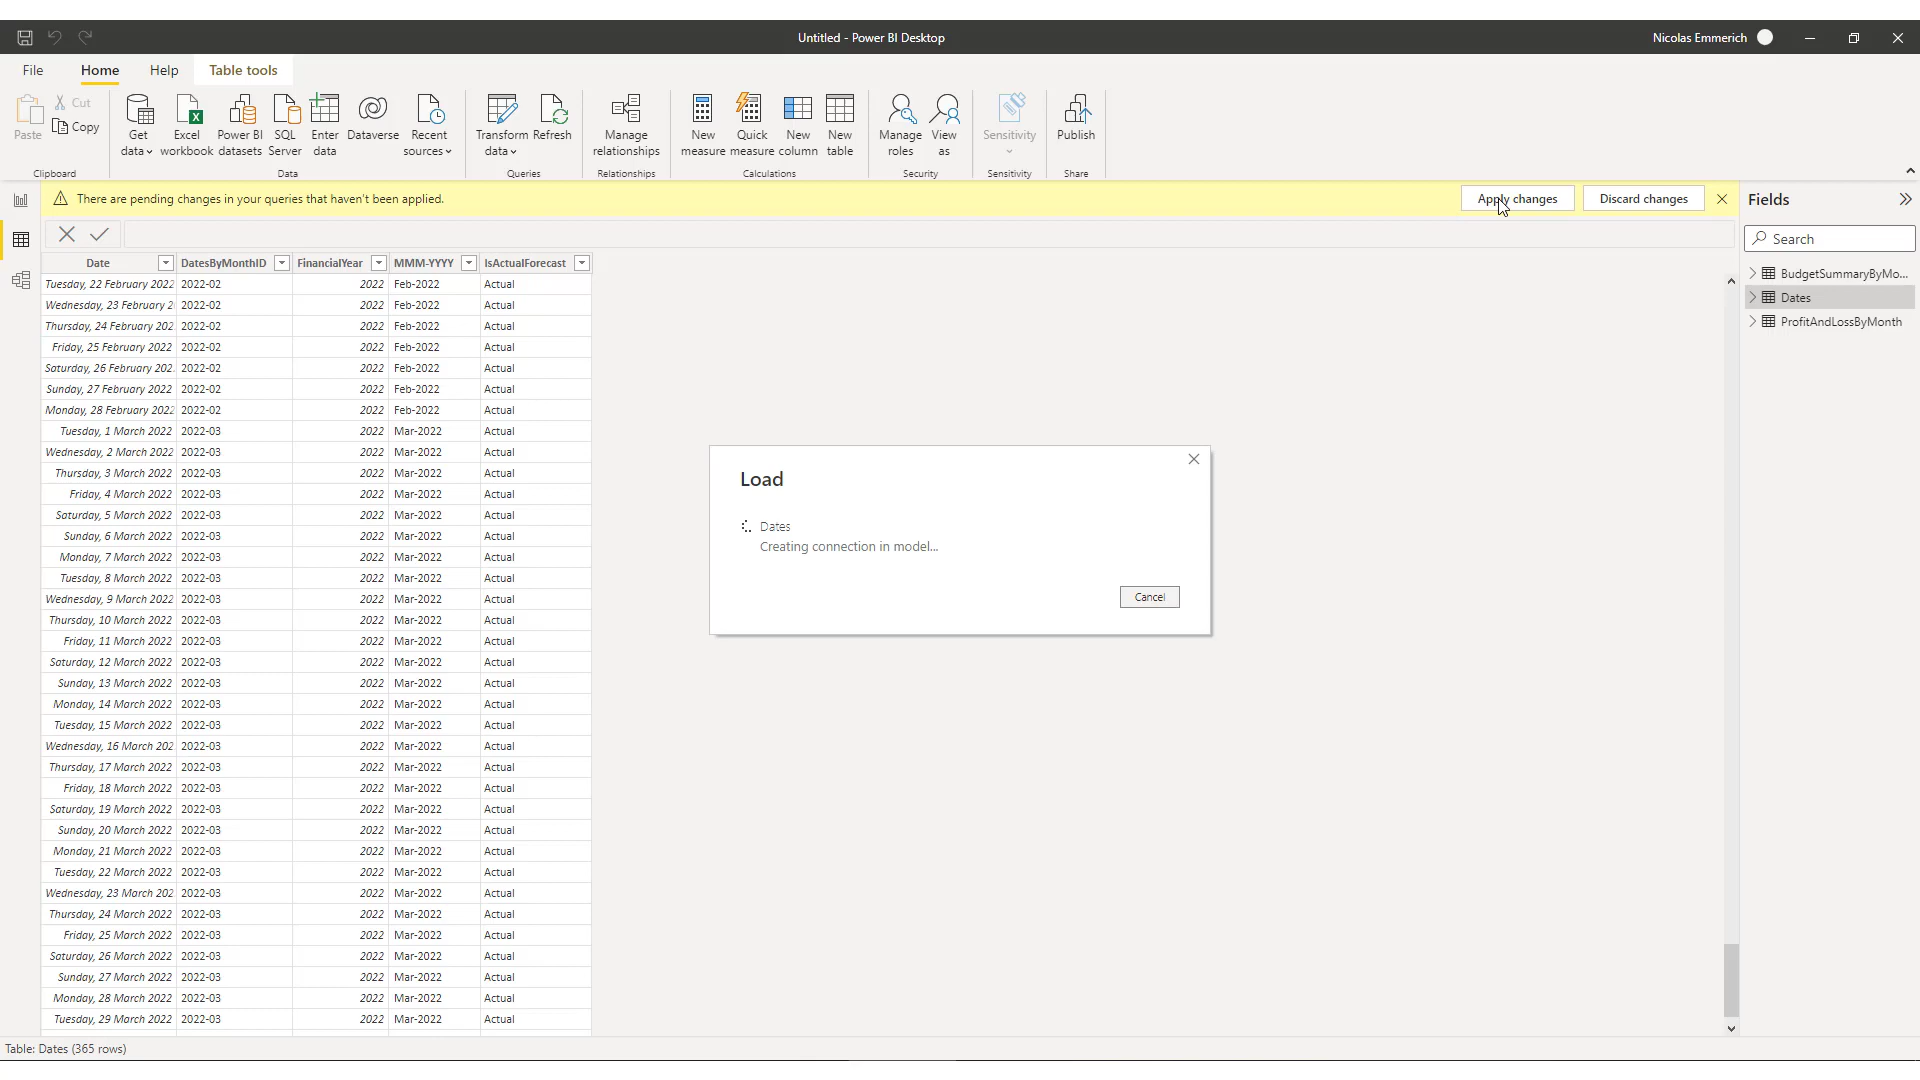 Untitled - Power BI Desktop
Nicolas Emmerich
File Home Help Table tools
Paste
Cut
Copy
Clipboard
Get data
Excel workbook
Power BI datasets
SQL Server
Enter data
Dataverse
Recent sources
Data
Transform data
Refresh
Queries
Manage relationships
Relationships
New measure
Quick measure
New column
New table
Calculations
Manage roles
View as
Security
Sensitivity
Sensitivity
Publish
Share
There are pending changes in your queries that haven't been applied.
Apply changes
Discard changes
Fields
Search
BudgetSummaryByMo...
Dates
ProfitAndLossByMonth
Date DatesByMonthID FinancialYear MMM-YYYY IsActualForecast
Tuesday, 22 February 2022 2022-02 2022 Feb-2022 Actual
Wednesday, 23 February 2 2022-02 2022 Feb-2022 Actual
Thursday, 24 February 202 2022-02 2022 Feb-2022 Actual
Friday, 25 February 2022 2022-02 2022 Feb-2022 Actual
Saturday, 26 February 202 2022-02 2022 Feb-2022 Actual
Sunday, 27 February 2022 2022-02 2022 Feb-2022 Actual
Monday, 28 February 2022 2022-02 2022 Feb-2022 Actual
Tuesday, 1 March 2022 2022-03 2022 Mar-2022 Actual
Wednesday, 2 March 2022 2022-03 2022 Mar-2022 Actual
Thursday, 3 March 2022 2022-03 2022 Mar-2022 Actual
Friday, 4 March 2022 2022-03 2022 Mar-2022 Actual
Saturday, 5 March 2022 2022-03 2022 Mar-2022 Actual
Sunday, 6 March 2022 2022-03 2022 Mar-2022 Actual
Monday, 7 March 2022 2022-03 2022 Mar-2022 Actual
Tuesday, 8 March 2022 2022-03 2022 Mar-2022 Actual
Wednesday, 9 March 2022 2022-03 2022 Mar-2022 Actual
Thursday, 10 March 2022 2022-03 2022 Mar-2022 Actual
Friday, 11 March 2022 2022-03 2022 Mar-2022 Actual
Saturday, 12 March 2022 2022-03 2022 Mar-2022 Actual
Sunday, 13 March 2022 2022-03 2022 Mar-2022 Actual
Monday, 14 March 2022 2022-03 2022 Mar-2022 Actual
Tuesday, 15 March 2022 2022-03 2022 Mar-2022 Actual
Wednesday, 16 March 202 2022-03 2022 Mar-2022 Actual
Thursday, 17 March 2022 2022-03 2022 Mar-2022 Actual
Friday, 18 March 2022 2022-03 2022 Mar-2022 Actual
Saturday, 19 March 2022 2022-03 2022 Mar-2022 Actual
Sunday, 20 March 2022 2022-03 2022 Mar-2022 Actual
Monday, 21 March 2022 2022-03 2022 Mar-2022 Actual
Tuesday, 22 March 2022 2022-03 2022 Mar-2022 Actual
Wednesday, 23 March 202 2022-03 2022 Mar-2022 Actual
Thursday, 24 March 2022 2022-03 2022 Mar-2022 Actual
Friday, 25 March 2022 2022-03 2022 Mar-2022 Actual
Saturday, 26 March 2022 2022-03 2022 Mar-2022 Actual
Sunday, 27 March 2022 2022-03 2022 Mar-2022 Actual
Monday, 28 March 2022 2022-03 2022 Mar-2022 Actual
Tuesday, 29 March 2022 2022-03 2022 Mar-2022 Actual
Load
Dates
Creating connection in model...
Cancel
Table: Dates (365 rows)